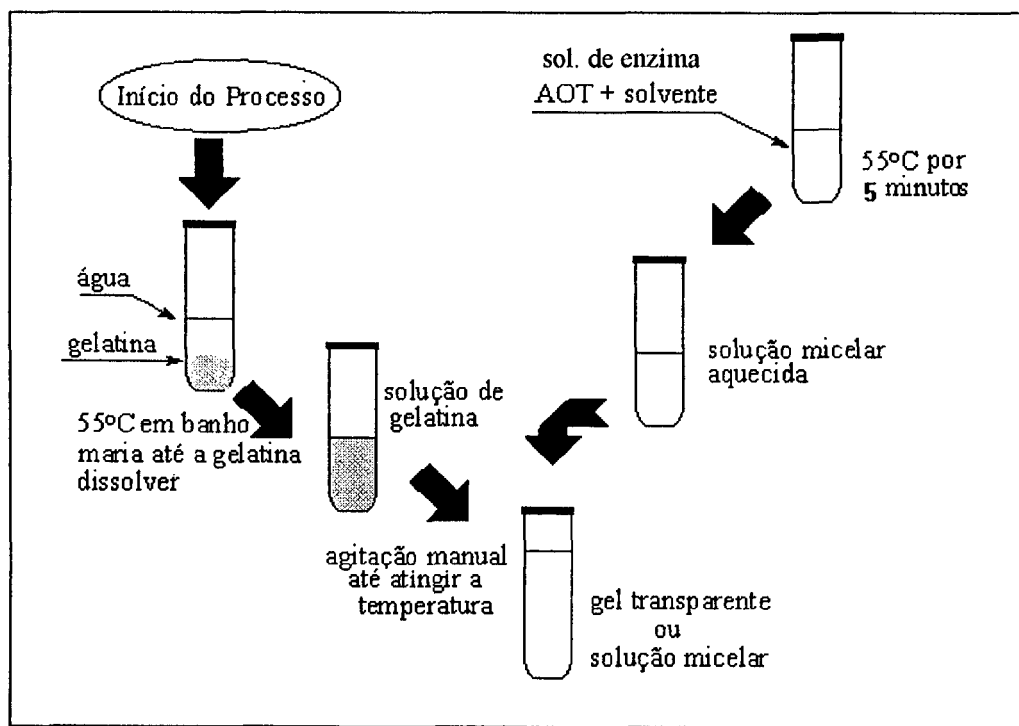 Início do Processo
água
gelatina
55ºC em banho
maria até a gelatina
dissolver
solução de
gelatina
agitação manual
até atingir a
temperatura
sol. de enzima
AOT + solvente
55ºC por
5 minutos
solução micelar
aquecida
gel transparente
ou
solução micelar